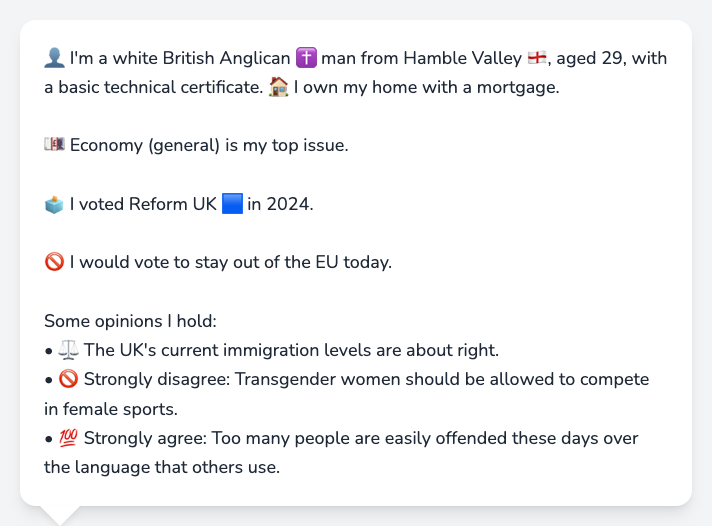 👤 I'm a white British Anglican ✝️ man from Hamble Valley 🏴󠁧󠁢󠁥󠁮󠁧󠁿, aged 29, with
a basic technical certificate. 🏠 I own my home with a mortgage.
💷 Economy (general) is my top issue.
🗳️ I voted Reform UK 🟦 in 2024.
🚫 I would vote to stay out of the EU today.
Some opinions I hold:
• ⚖️ The UK's current immigration levels are about right.
• 🚫 Strongly disagree: Transgender women should be allowed to compete
in female sports.
• 💯 Strongly agree: Too many people are easily offended these days over
the language that others use.